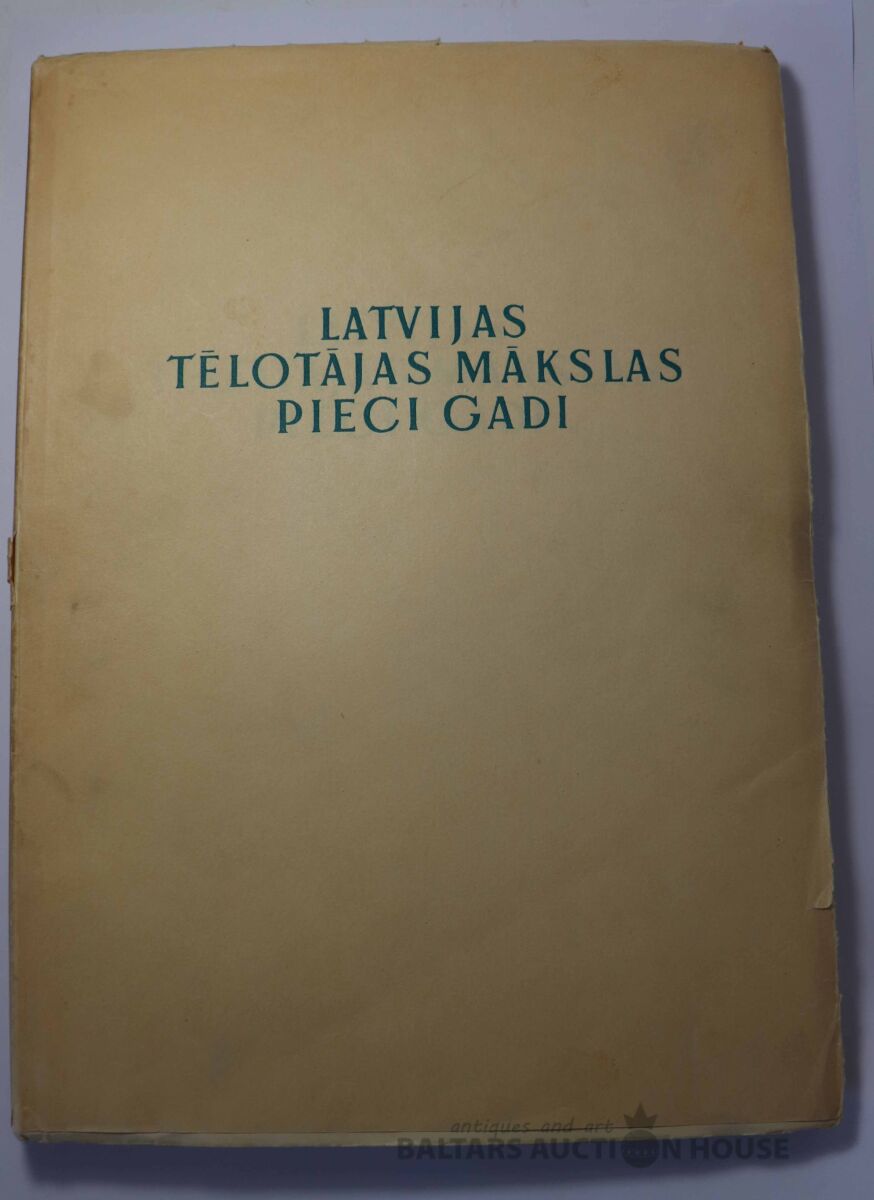 LATVIJAS
TĒLOTĀJAS MĀKSLAS
PIECI GADI
antiques and art
BALTARS AUCTION HOUSE